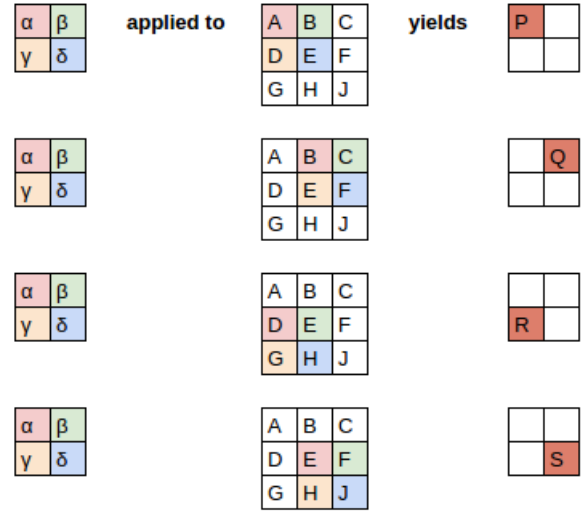 α β applied to A B C yields P
γ δ D E F
G H J
α β A B C Q
γ δ D E F
G H J
α β A B C
γ δ D E F R
G H J
α β A B C
γ δ D E F S
G H J